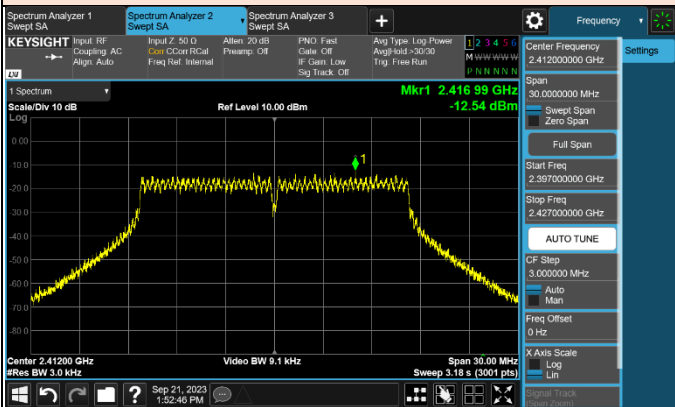 Spectrum Analyzer 1
Swept SA
Spectrum Analyzer 2
Swept SA
Spectrum Analyzer 3
Swept SA
+
Frequency
KEYSIGHT
Input: RF
Coupling: AC
Align: Auto
Input Z: 50 Ω
Corr CCorr RCal
Freq Ref: Internal
Atten: 20 dB
Preamp: Off
PNO: Fast
Gate: Off
IF Gain: Low
Sig Track: Off
Avg Type: Log-Power
Avg|Hold:>30/30
Trig: Free Run
1 2 3 4 5 6
M W W W W W
P N N N N N
LXI
1 Spectrum
Scale/Div 10 dB
Log
Ref Level 10.00 dBm
Mkr1 2.416 99 GHz
-12.54 dBm
0.00
-10.0
-20.0
-30.0
-40.0
-50.0
-60.0
-70.0
-80.0
1
Center 2.41200 GHz
#Res BW 3.0 kHz
Video BW 9.1 kHz
Span 30.00 MHz
Sweep 3.18 s (3001 pts)
Sep 21, 2023
1:52:46 PM
?
Center Frequency
2.412000000 GHz
Span
30.0000000 MHz
Swept Span
Zero Span
Full Span
Start Freq
2.397000000 GHz
Stop Freq
2.427000000 GHz
AUTO TUNE
CF Step
3.000000 MHz
Auto
Man
Freq Offset
0 Hz
X Axis Scale
Log
Lin
Signal Track
(Span Zoom)
Settings